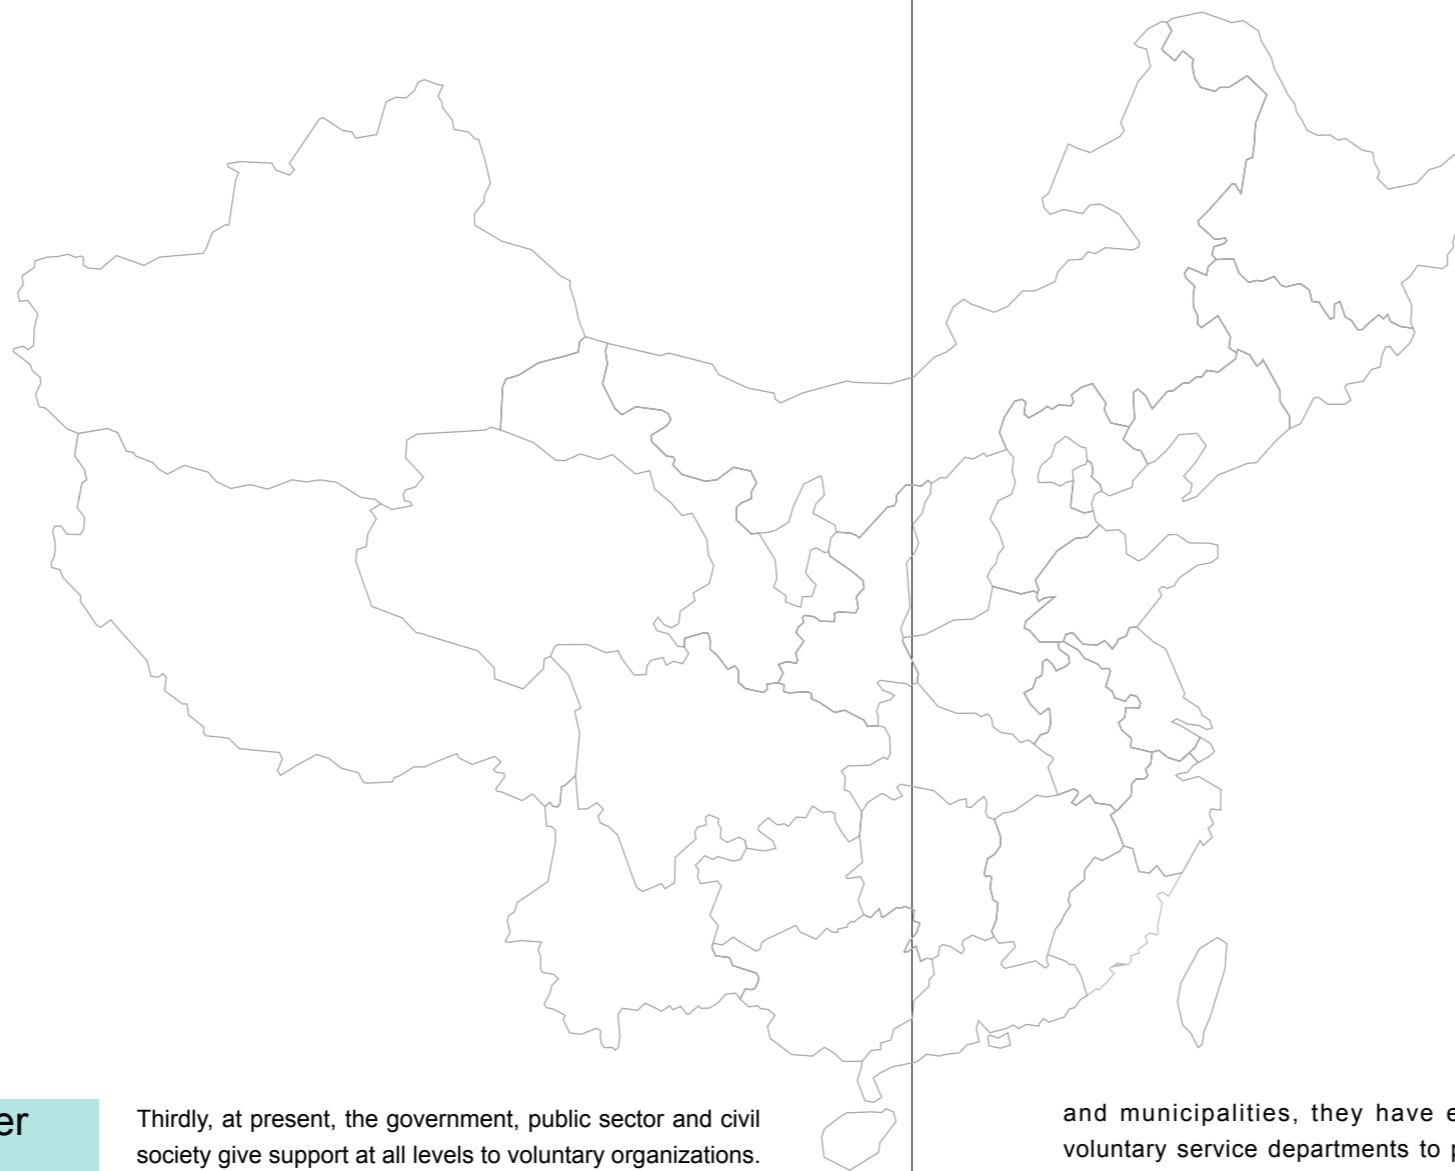 er
Thirdly, at present, the government, public sector and civil
society give support at all levels to voluntary organizations.
and municipalities, they have e
voluntary service departments to p